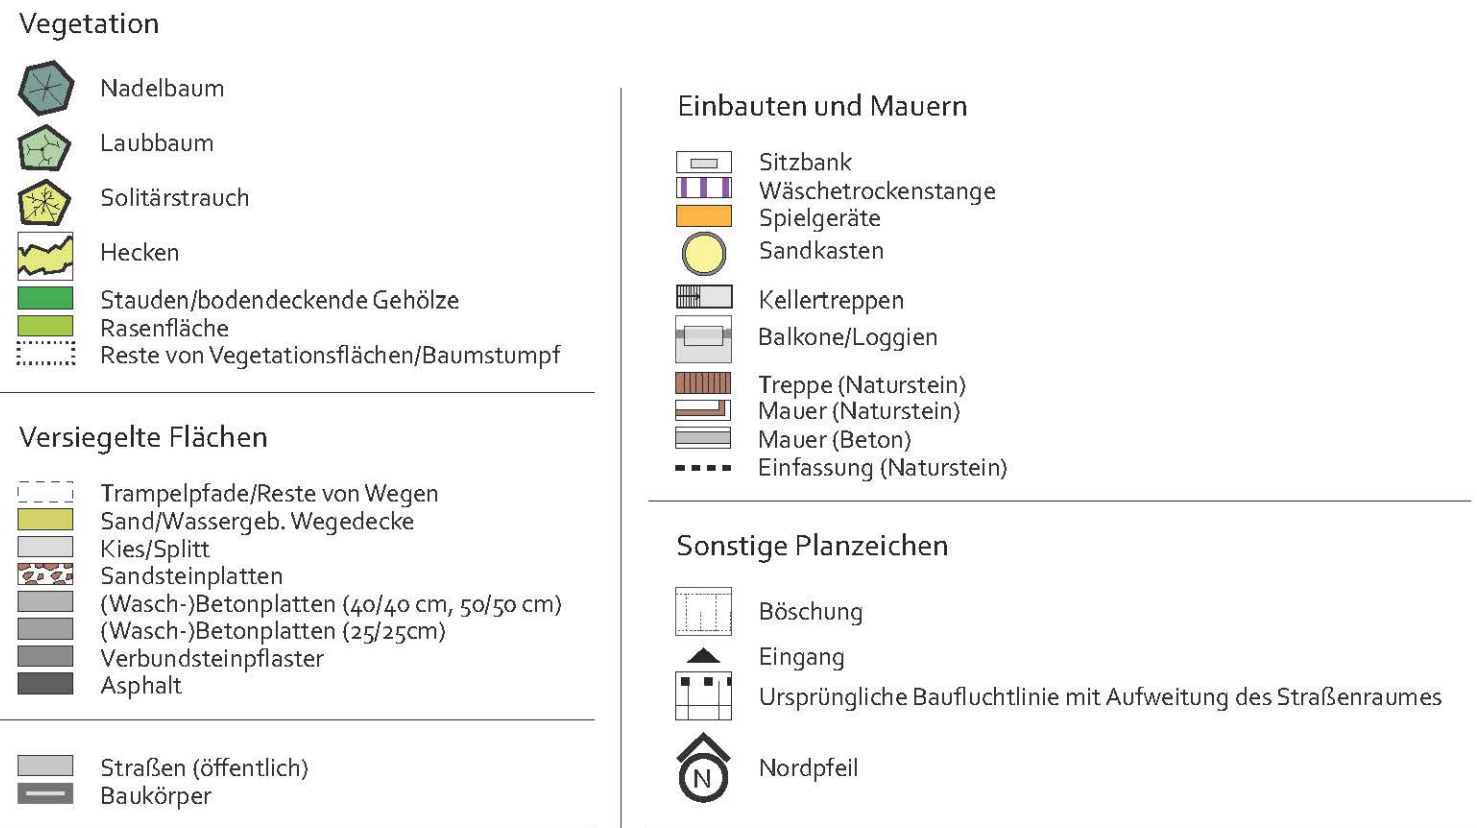 Vegetation
Nadelbaum
Laubbaum
Solitärstrauch
Hecken
Stauden/bodendeckende Gehölze
Rasenfläche
Reste von Vegetationsflächen/Baumstumpf
Versiegelte Flächen
Trampelpfade/Reste von Wegen
Sand/Wassergeb. Wegedecke
Kies/Splitt
Sandsteinplatten
(Wasch-)Betonplatten (40/40 cm, 50/50 cm)
(Wasch-)Betonplatten (25/25cm)
Verbundsteinpflaster
Asphalt
Straßen (öffentlich)
Baukörper
Einbauten und Mauern
Sitzbank
Wäschetrockenstange
Spielgeräte
Sandkasten
Kellertreppen
Balkone/Loggien
Treppe (Naturstein)
Mauer (Naturstein)
Mauer (Beton)
Einfassung (Naturstein)
Sonstige Planzeichen
Böschung
Eingang
Ursprüngliche Baufluchtlinie mit Aufweitung des Straßenraumes
N
Nordpfeil